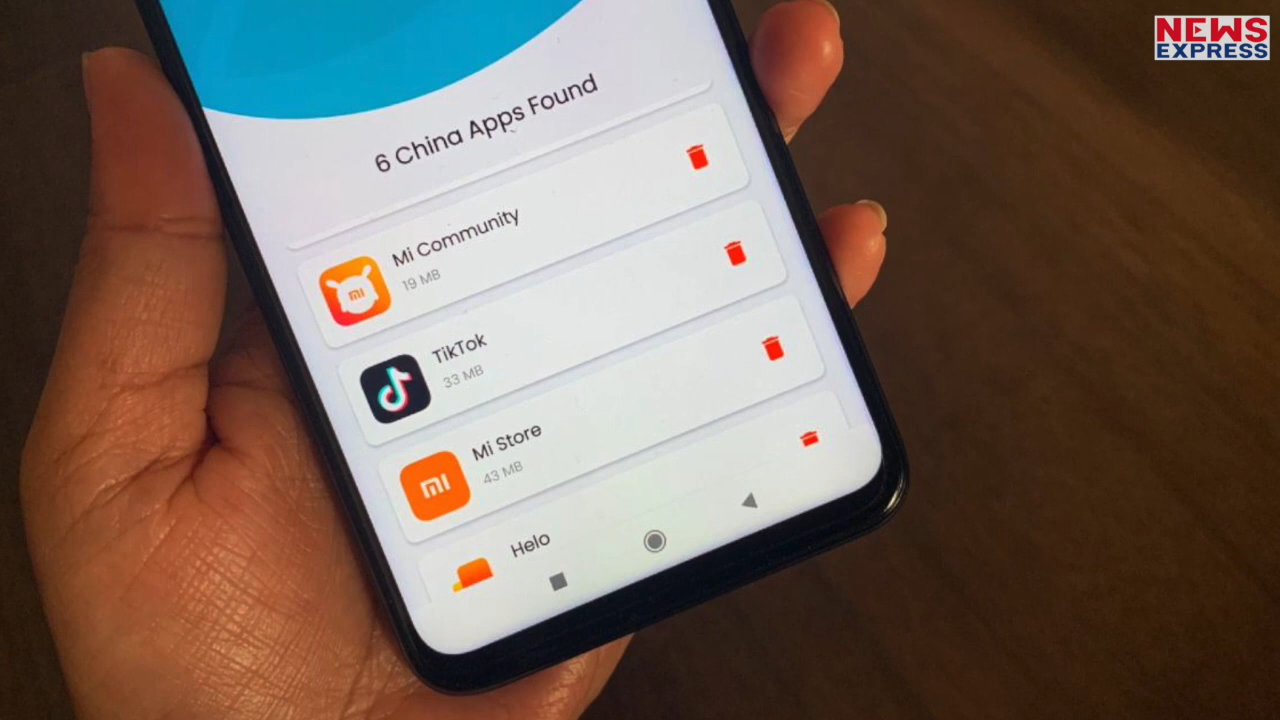 NEWS
EXPRESS
6 China Apps Found
Mi Community
19 MB
TikTok
33 MB
Mi Store
43 MB
Helo